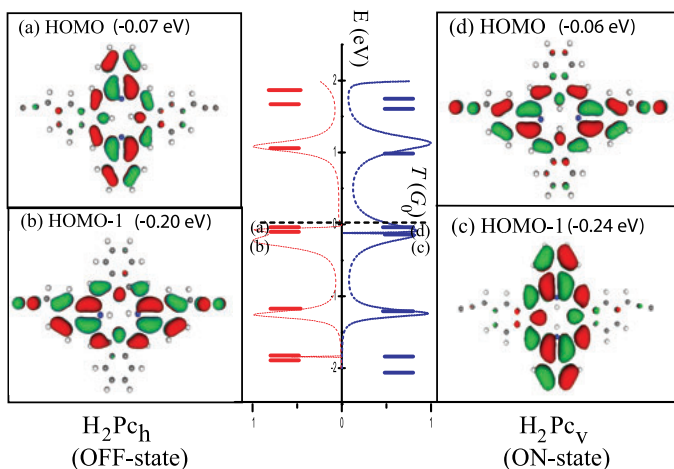 (a) HOMO (-0.07 eV)
(b) HOMO-1 (-0.20 eV)
H₂Pcₕ
(OFF-state)
E (eV)
2
1
0
-2
T (G₀)
(a)
(b)
(d)
(c)
1
0
1
(d) HOMO (-0.06 eV)
(c) HOMO-1 (-0.24 eV)
H₂Pcᵥ
(ON-state)